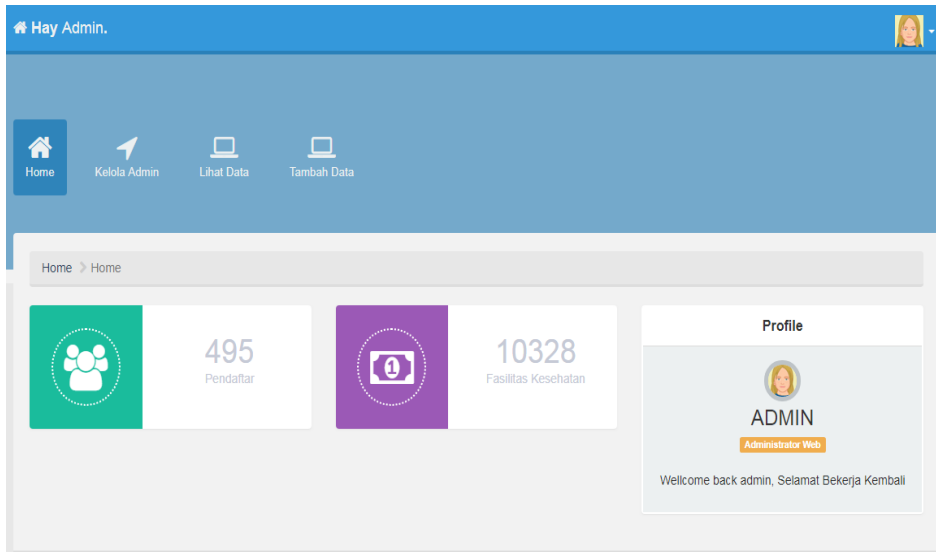 Hay Admin.
Home
Kelola Admin
Lihat Data
Tambah Data
Home > Home
495
Pendaftar
1
10328
Fasilitas Kesehatan
Profile
ADMIN
Administrator Web
Wellcome back admin, Selamat Bekerja Kembali